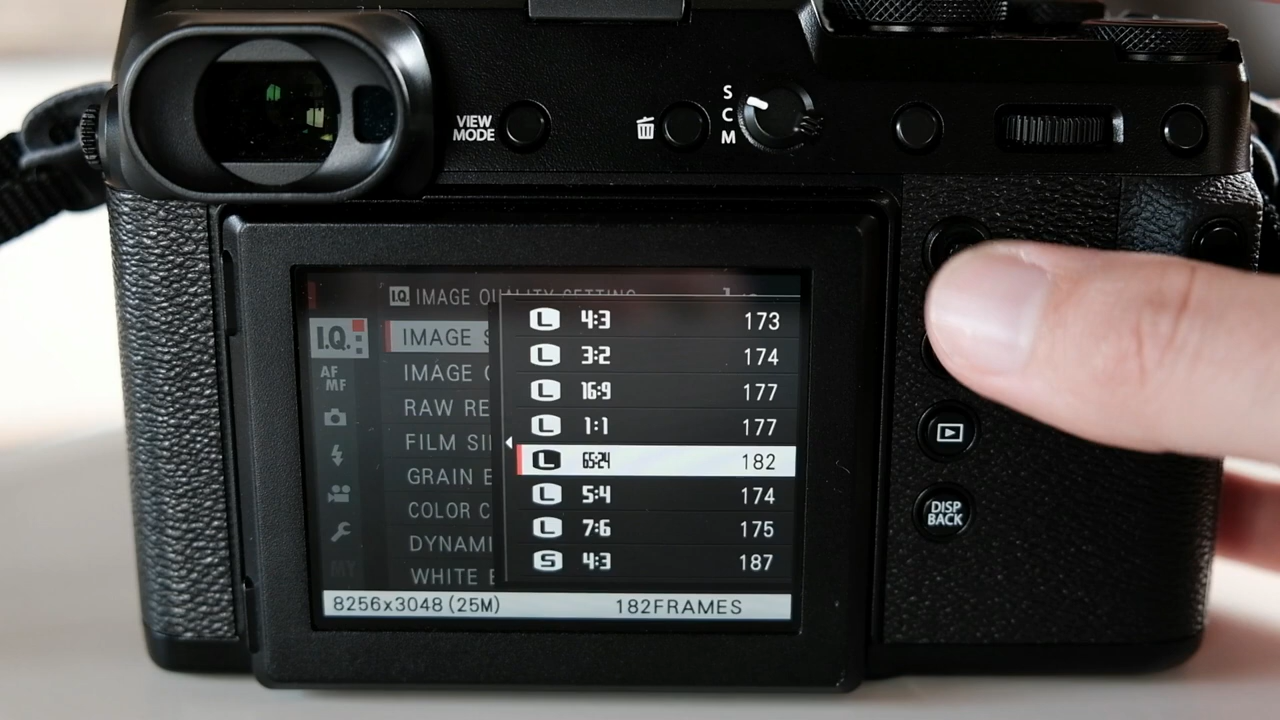 VIEW
MODE
S
C
M
I.Q. IMAGE QUALITY SETTING
I.Q.
IMAGE S
L 4:3 173
AF
MF
IMAGE Q
L 3:2 174
RAW RE
L 16:9 177
FILM SI
L 1:1 177
GRAIN E
L 65:24 182
COLOR C
L 5:4 174
DYNAMI
L 7:6 175
MY
WHITE B
S 4:3 187
8256x3048(25M) 182FRAMES
DISP
BACK